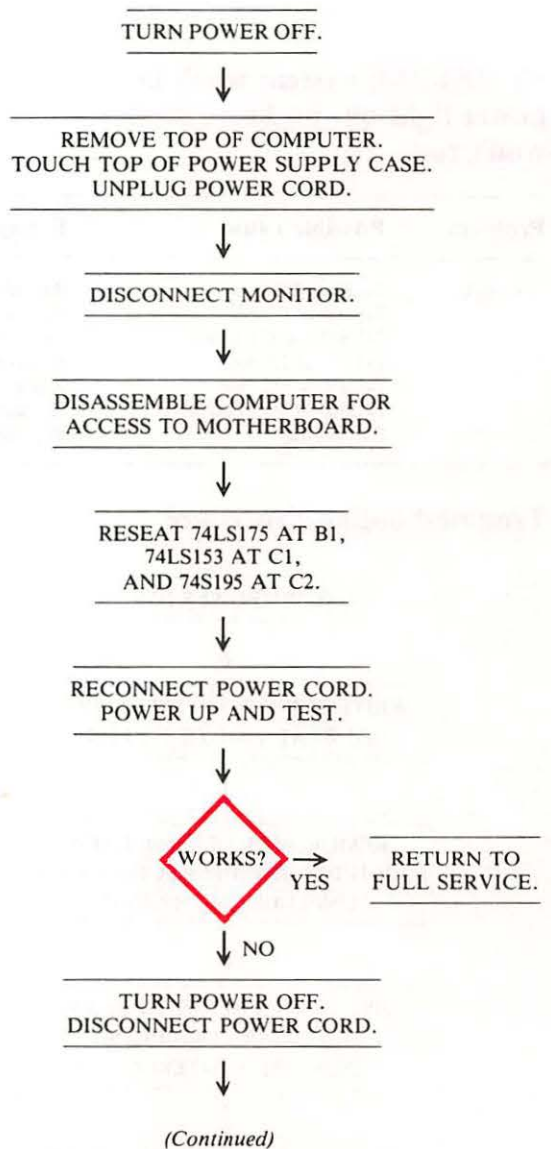 TURN POWER OFF.
REMOVE TOP OF COMPUTER.
TOUCH TOP OF POWER SUPPLY CASE.
UNPLUG POWER CORD.
DISCONNECT MONITOR.
DISASSEMBLE COMPUTER FOR
ACCESS TO MOTHERBOARD.
RESEAT 74LS175 AT B1,
74LS153 AT C1,
AND 74S195 AT C2.
RECONNECT POWER CORD.
POWER UP AND TEST.
WORKS?
YES
RETURN TO
FULL SERVICE.
NO
TURN POWER OFF.
DISCONNECT POWER CORD.
(Continued)